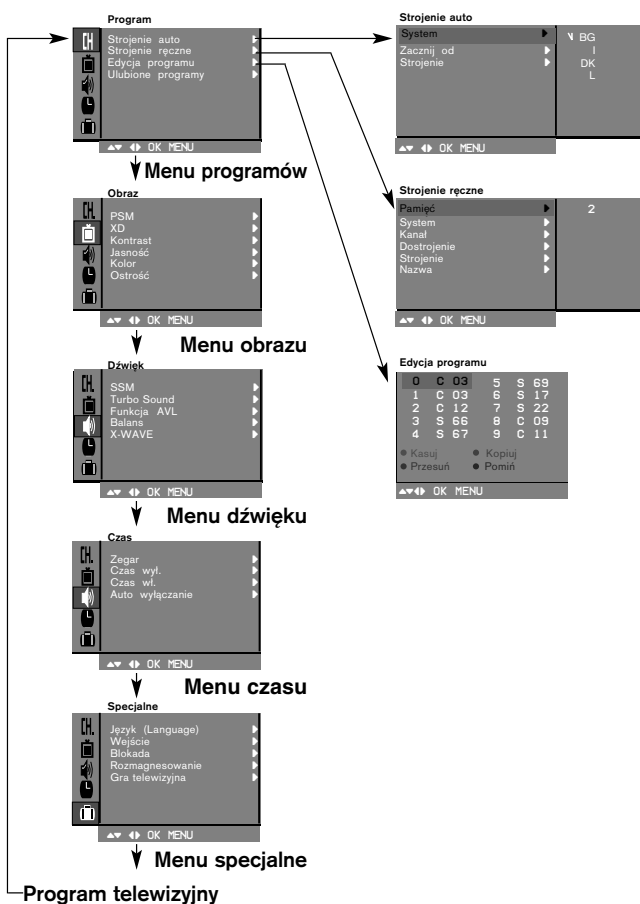 Program
CH
Strojenie auto
Strojenie ręczne
Edycja programu
Ulubione programy
OK MENU
Menu programów
Strojenie auto
System
Zacznij od
Strojenie
BG
I
DK
L
OK MENU
Obraz
CH.
PSM
XD
Kontrast
Jasność
Kolor
Ostrość
OK MENU
Menu obrazu
Strojenie ręczne
Pamięć
System
Kanał
Dostrojenie
Strojenie
Nazwa
2
OK MENU
Dźwięk
CH.
SSM
Turbo Sound
Funkcja AVL
Balans
X-WAVE
OK MENU
Menu dźwięku
Edycja programu
0 C 03 5 S 69
1 C 03 6 S 17
2 C 12 7 S 22
3 S 66 8 C 09
4 S 67 9 C 11
Kasuj Kopiuj
Przesuń Pomiń
OK MENU
Czas
CH.
Zegar
Czas wył.
Czas wł.
Auto wyłączanie
OK MENU
Menu czasu
Specjalne
CH.
Język (Language)
Wejście
Blokada
Rozmagnesowanie
Gra telewizyjna
OK MENU
Menu specjalne
Program telewizyjny